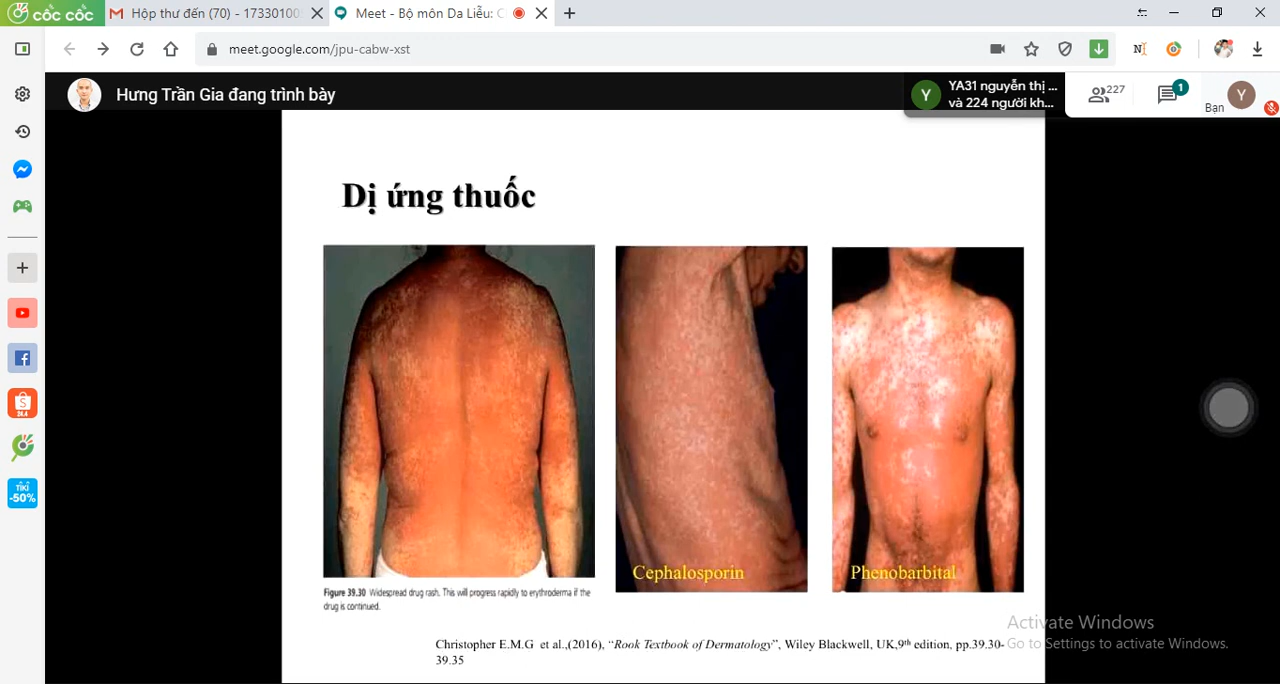 cốc cốc
Hộp thư đến (70) - 17330100
Meet - Bộ môn Da Liễu: C
meet.google.com/jpu-cabw-xst
Hưng Trần Gia đang trình bày
Y
YA31 nguyễn thị ...
và 224 người kh...
227
1
Bạn
Y
Dị ứng thuốc
Cephalosporin
Phenobarbital
Figure 39.30 Widespread drug rash. This will progress rapidly to erythroderma if the
drug is continued.
Christopher E.M.G et al.,(2016), “Rook Textbook of Dermatology”, Wiley Blackwell, UK,9th edition, pp.39.30-
39.35
Activate Windows
Go to Settings to activate Windows.
TIKI
-50%